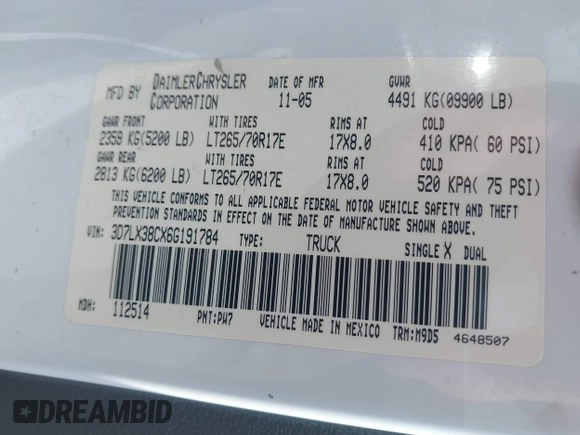 MFD BY DAIMLERCHRYSLER CORPORATION DATE OF MFR 11-05 GVWR 4491 KG(09900 LB)
GAWR FRONT WITH TIRES RIMS AT COLD
2359 KG(5200 LB) LT265/70R17E 17X8.0 410 KPA( 60 PSI)
GAWR REAR WITH TIRES RIMS AT COLD
2813 KG(6200 LB) LT265/70R17E 17X8.0 520 KPA( 75 PSI)
THIS VEHICLE CONFORMS TO ALL APPLICABLE FEDERAL MOTOR VEHICLE SAFETY AND THEFT
PREVENTION STANDARDS IN EFFECT ON THE DATE OF MANUFACTURE SHOWN ABOVE.
VIN: 3D7LX38CX6G191784 TYPE: TRUCK SINGLE X DUAL
MDH: 112514
PNT:PW7 VEHICLE MADE IN MEXICO TRM:M9D5 4648507
DREAMBID